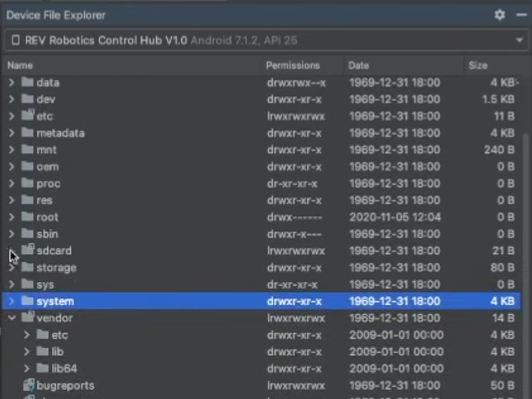 Device File Explorer
REV Robotics Control Hub V1.0 Android 7.1.2, API 25
Name Permissions Date Size
data drwxrwx--x 1969-12-31 18:00 4 KB
dev drwxr-xr-x 1969-12-31 18:00 1.5 KB
etc lrwxrwxrwx 1969-12-31 18:00 11 B
metadata drwxr-xr-x 1969-12-31 18:00 4 KB
mnt drwxr-xr-x 1969-12-31 18:00 240 B
oem drwxr-xr-x 1969-12-31 18:00 0 B
proc dr-xr-xr-x 1969-12-31 18:00 0 B
res drwxr-xr-x 1969-12-31 18:00 0 B
root drwx------ 2020-11-05 12:04 0 B
sbin drwxr-x--- 1969-12-31 18:00 0 B
sdcard lrwxrwxrwx 1969-12-31 18:00 21 B
storage drwxr-xr-x 1969-12-31 18:00 80 B
sys dr-xr-xr-x 1969-12-31 18:00 0 B
system drwxr-xr-x 1969-12-31 18:00 4 KB
vendor lrwxrwxrwx 1969-12-31 18:00 14 B
etc drwxr-xr-x 2009-01-01 00:00 4 KB
lib drwxr-xr-x 2009-01-01 00:00 4 KB
lib64 drwxr-xr-x 2009-01-01 00:00 4 KB
bugreports lrwxrwxrwx 1969-12-31 18:00 50 B